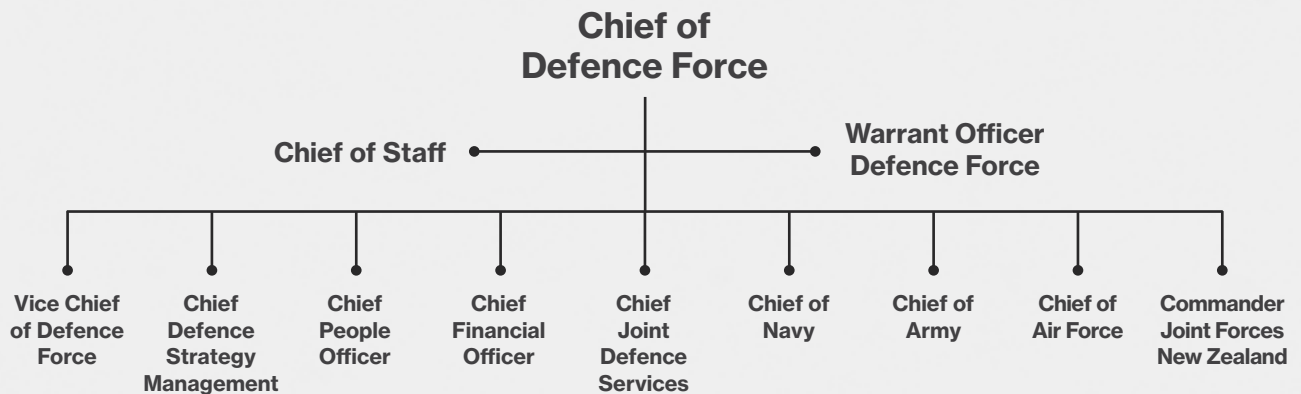 Chief of
Defence Force
Chief of Staff
Warrant Officer
Defence Force
Vice Chief
of Defence
Force
Chief
Defence
Strategy
Management
Chief
People
Officer
Chief
Financial
Officer
Chief
Joint
Defence
Services
Chief of
Navy
Chief of
Army
Chief of
Air Force
Commander
Joint Forces
New Zealand